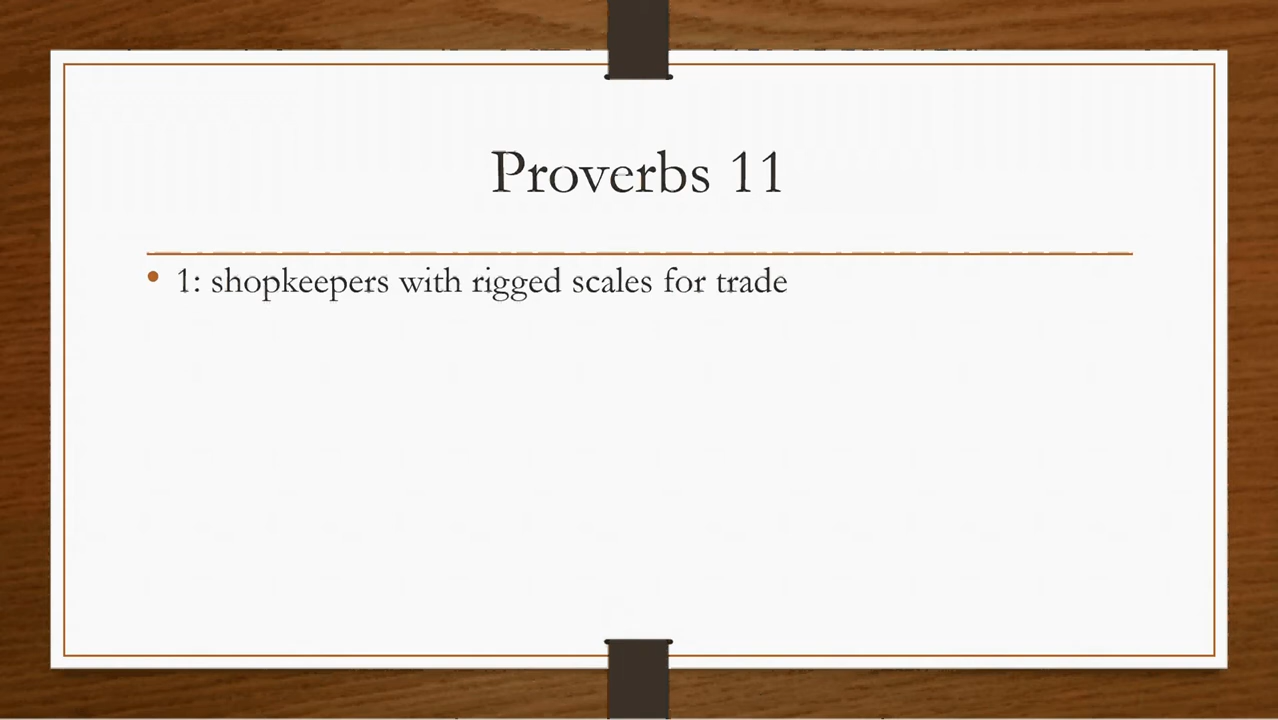 Proverbs 11
• 1: shopkeepers with rigged scales for trade